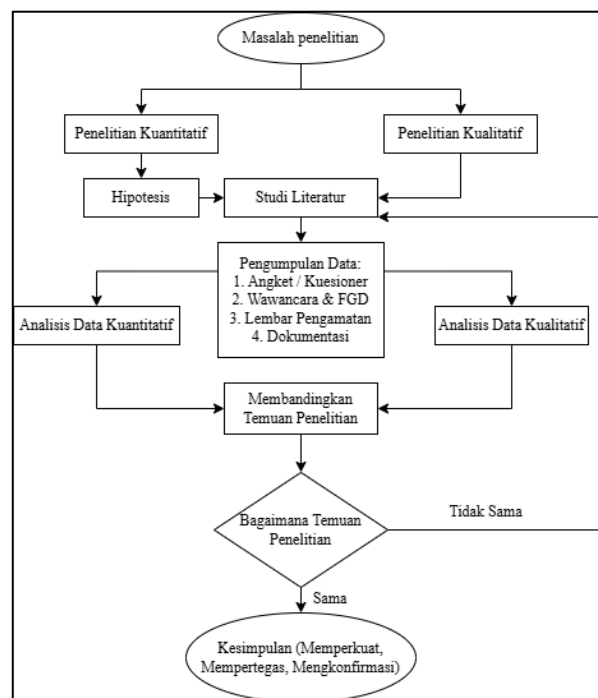 Masalah penelitian
Penelitian Kuantitatif
Penelitian Kualitatif
Hipotesis
Studi Literatur
Pengumpulan Data:
1. Angket / Kuesioner
2. Wawancara & FGD
3. Lembar Pengamatan
4. Dokumentasi
Analisis Data Kuantitatif
Analisis Data Kualitatif
Membandingkan
Temuan Penelitian
Bagaimana Temuan
Penelitian
Tidak Sama
Sama
Kesimpulan (Memperkuat,
Mempertegas, Mengkonfirmasi)